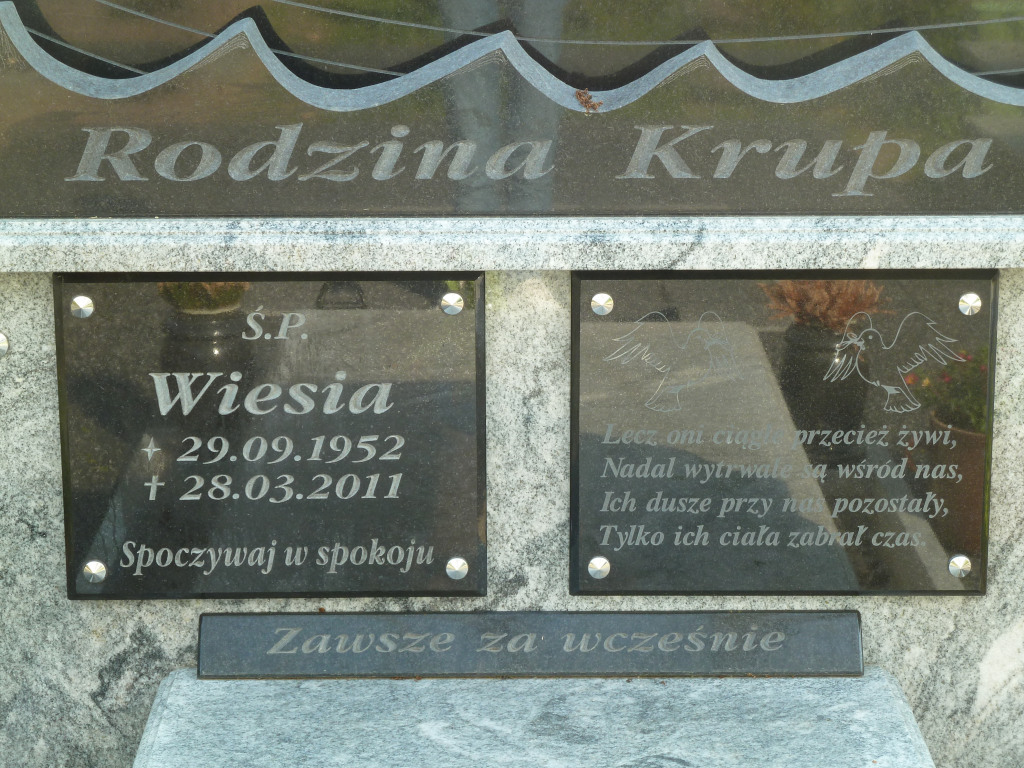 Rodzina Krupa
Ś.P.
Wiesia
29.09.1952
† 28.03.2011
Spoczywaj w spokoju
Lecz oni ciągle przecież żywi,
Nadal wytrwale są wśród nas,
Ich dusze przy nas pozostały,
Tylko ich ciała zabrał czas.
Zawsze za wcześnie